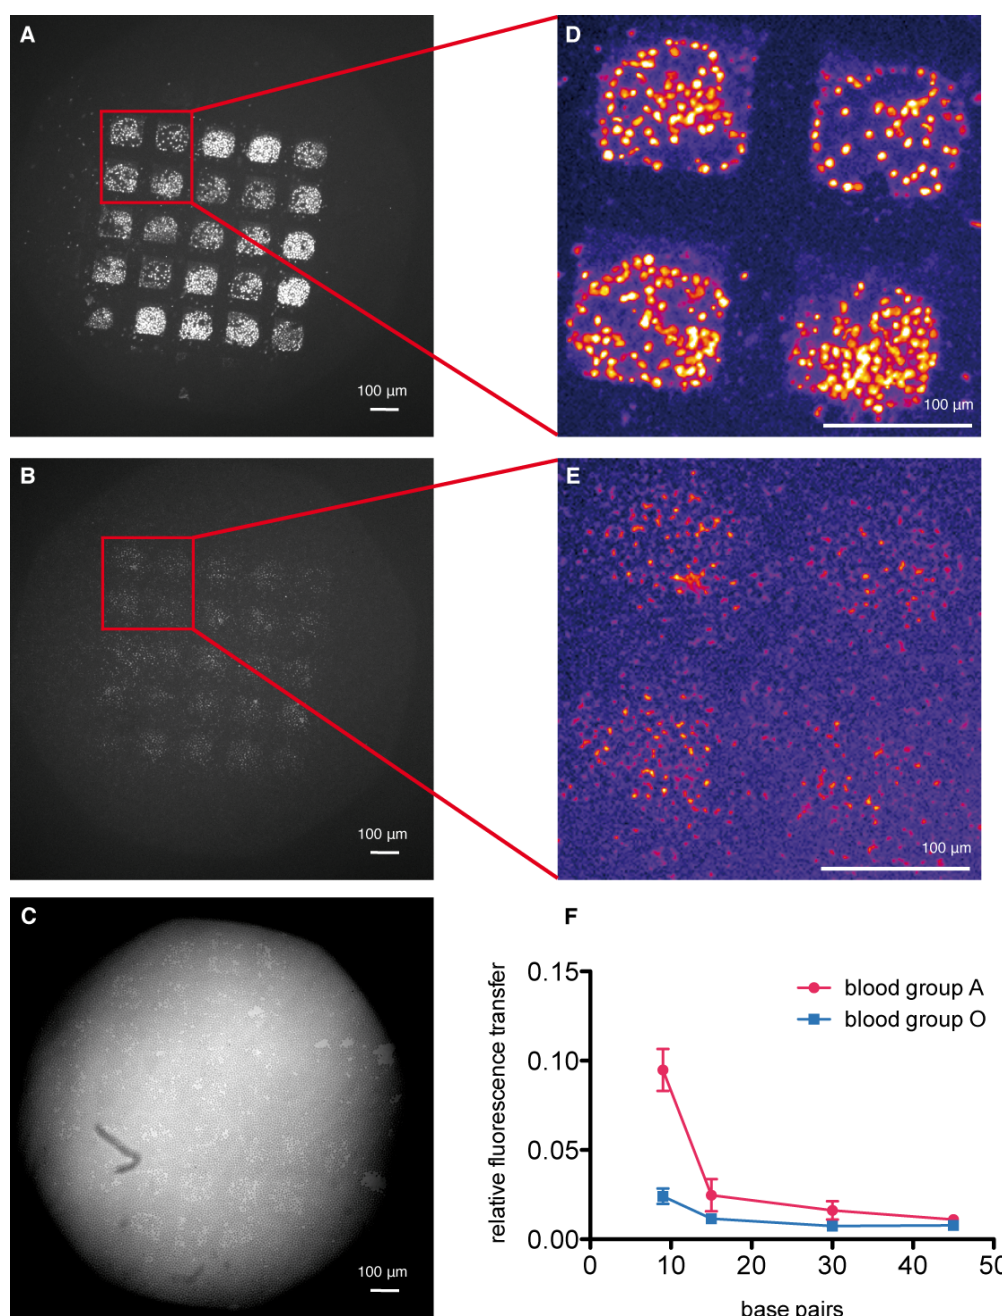 A
100 µm
D
100 µm
B
100 µm
E
100 µm
C
100 µm
F
relative fluorescence transfer
0.15
0.10
0.05
0.00
blood group A
blood group O
0 10 20 30 40 50
base pairs